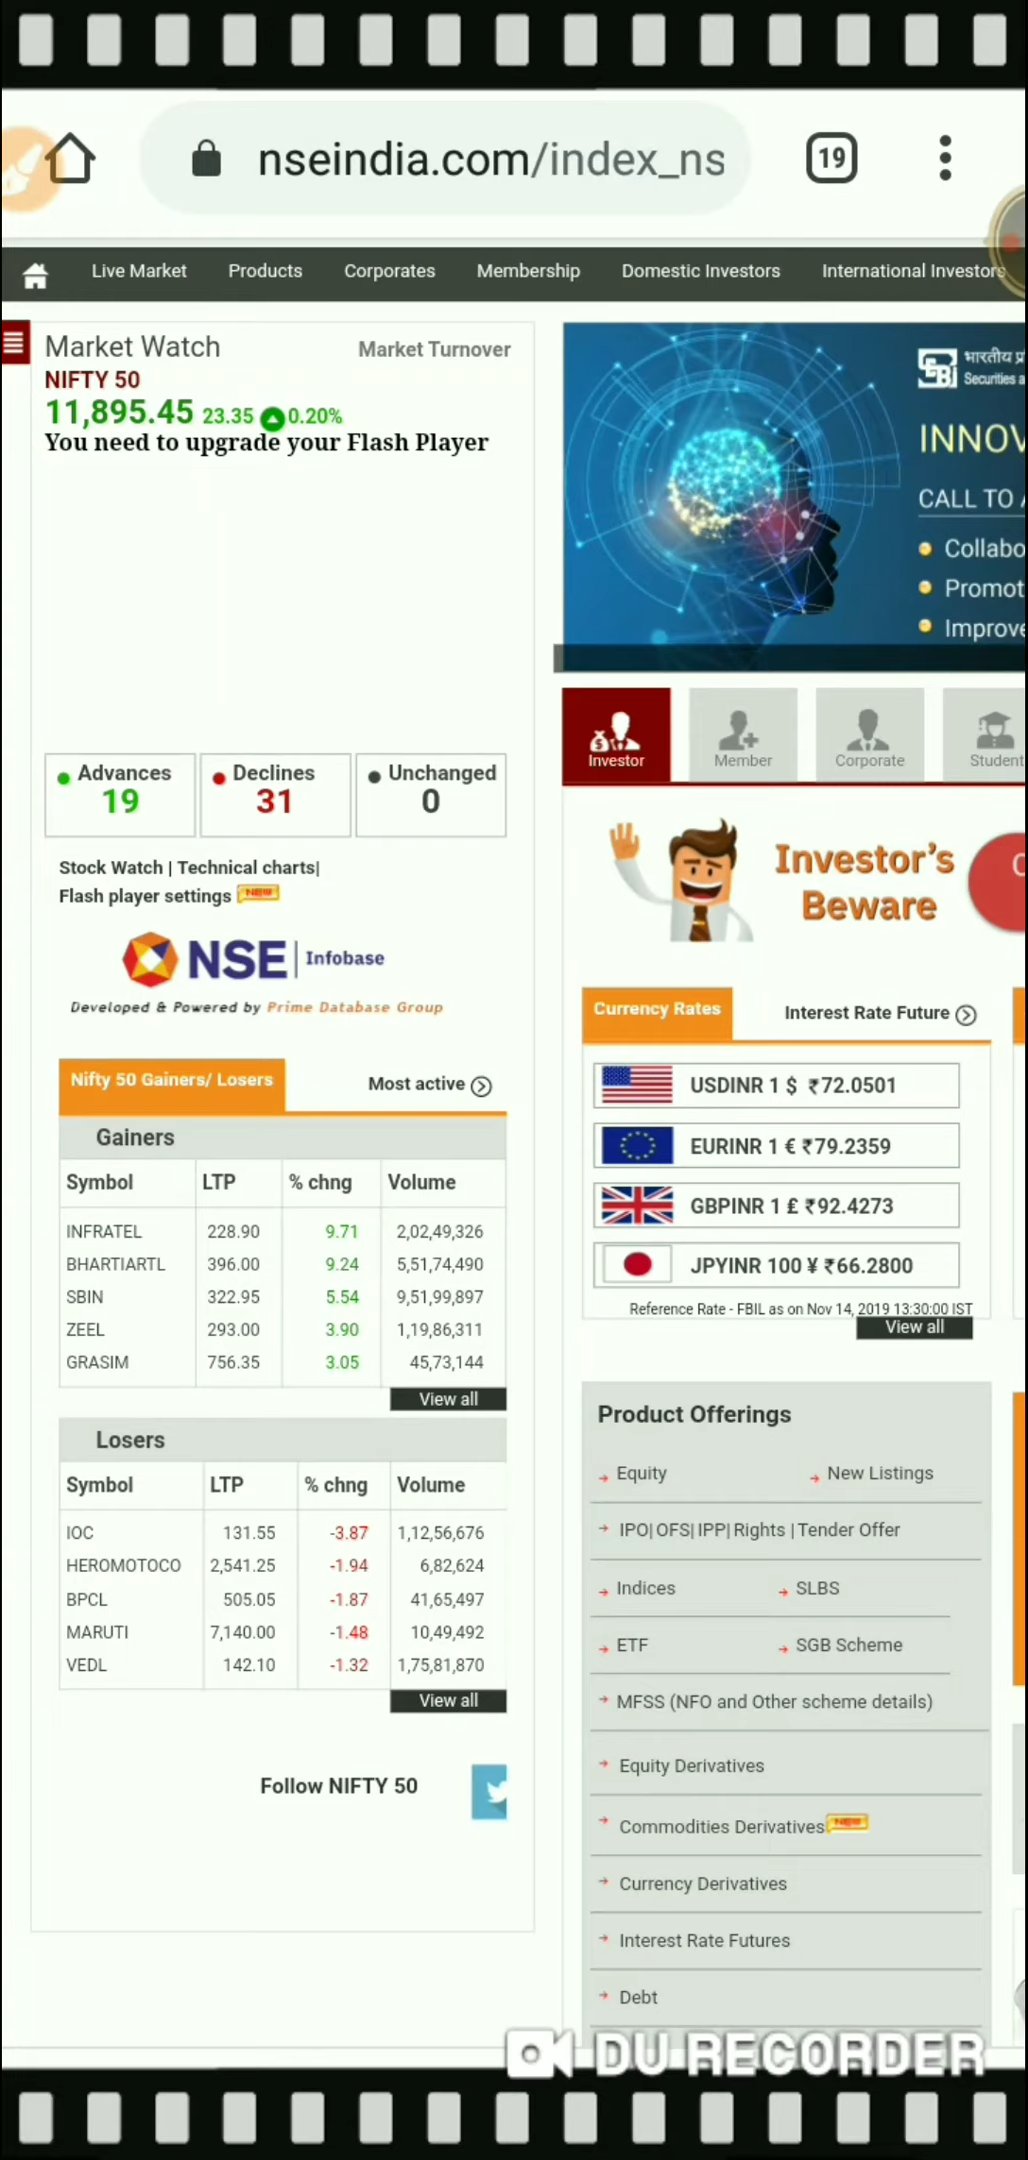 nseindia.com/index_ns
19
Live Market Products Corporates Membership Domestic Investors International Investors
Market Watch Market Turnover
NIFTY 50
11,895.45 23.35 0.20%
You need to upgrade your Flash Player
Advances
19
Declines
31
Unchanged
0
Stock Watch | Technical charts|
Flash player settings NEW
NSE Infobase
Developed & Powered by Prime Database Group
Nifty 50 Gainers/ Losers Most active
Gainers
Symbol LTP % chng Volume
INFRATEL 228.90 9.71 2,02,49,326
BHARTIARTL 396.00 9.24 5,51,74,490
SBIN 322.95 5.54 9,51,99,897
ZEEL 293.00 3.90 1,19,86,311
GRASIM 756.35 3.05 45,73,144
View all
Losers
Symbol LTP % chng Volume
IOC 131.55 -3.87 1,12,56,676
HEROMOTOCO 2,541.25 -1.94 6,82,624
BPCL 505.05 -1.87 41,65,497
MARUTI 7,140.00 -1.48 10,49,492
VEDL 142.10 -1.32 1,75,81,870
View all
Follow NIFTY 50
SEBI
भारतीय प्र
Securities a
INNOV
CALL TO A
Collabo
Promot
Improve
Investor Member Corporate Student
Investor's
Beware
Currency Rates Interest Rate Future
USDINR 1 $ ₹72.0501
EURINR 1 € ₹79.2359
GBPINR 1 £ ₹92.4273
JPYINR 100 ¥ ₹66.2800
Reference Rate - FBIL as on Nov 14, 2019 13:30:00 IST
View all
Product Offerings
Equity New Listings
IPO| OFS| IPP| Rights | Tender Offer
Indices SLBS
ETF SGB Scheme
MFSS (NFO and Other scheme details)
Equity Derivatives
Commodities Derivatives NEW
Currency Derivatives
Interest Rate Futures
Debt
DU RECORDER